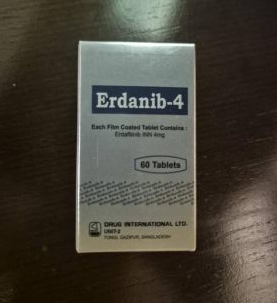 Erdanib-4
Each Film Coated Tablet Contains :
Erdafitinib INN 4mg
60 Tablets
DRUG INTERNATIONAL LTD.
UNIT-2
TONGI, GAZIPUR, BANGLADESH